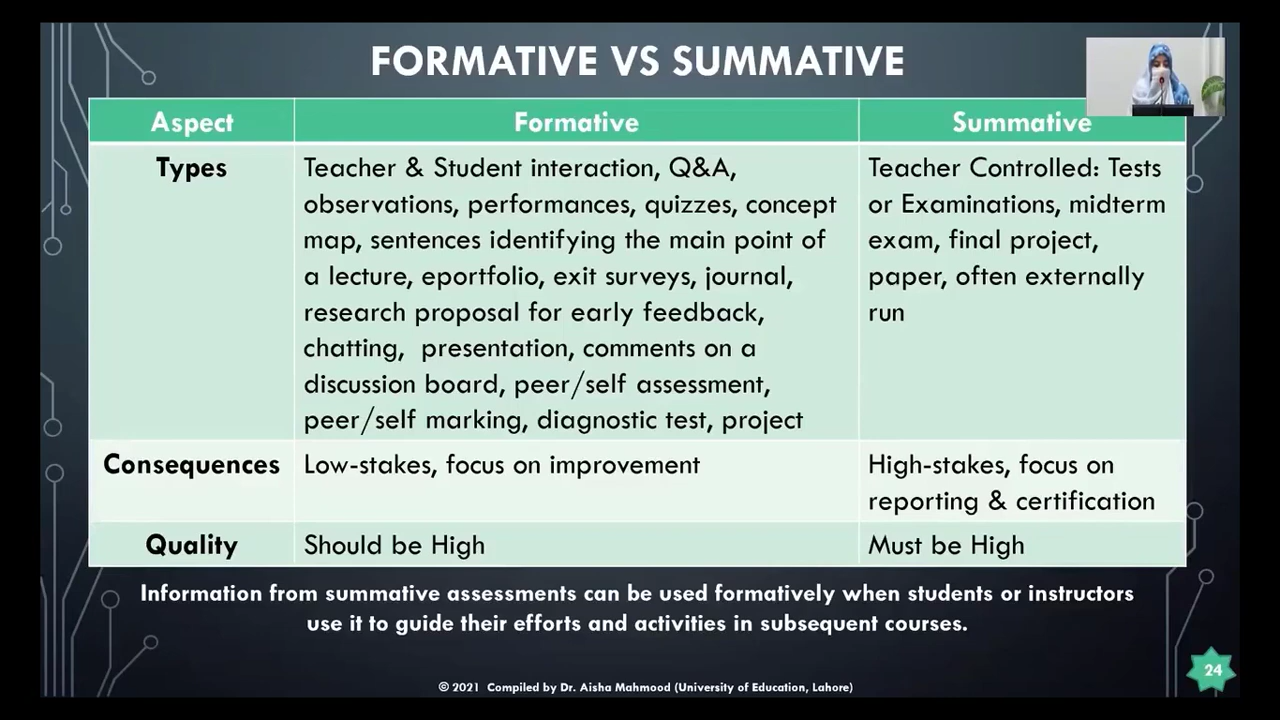 FORMATIVE VS SUMMATIVE
Aspect
Formative
Summative
Types
Teacher & Student interaction, Q&A,
observations, performances, quizzes, concept
map, sentences identifying the main point of
a lecture, eportfolio, exit surveys, journal,
research proposal for early feedback,
chatting,  presentation, comments on a
discussion board, peer/self assessment,
peer/self marking, diagnostic test, project
Teacher Controlled: Tests
or Examinations, midterm
exam, final project,
paper, often externally
run
Consequences
Low-stakes, focus on improvement
High-stakes, focus on
reporting & certification
Quality
Should be High
Must be High
Information from summative assessments can be used formatively when students or instructors
use it to guide their efforts and activities in subsequent courses.
24
© 2021  Compiled by Dr. Aisha Mahmood (University of Education, Lahore)